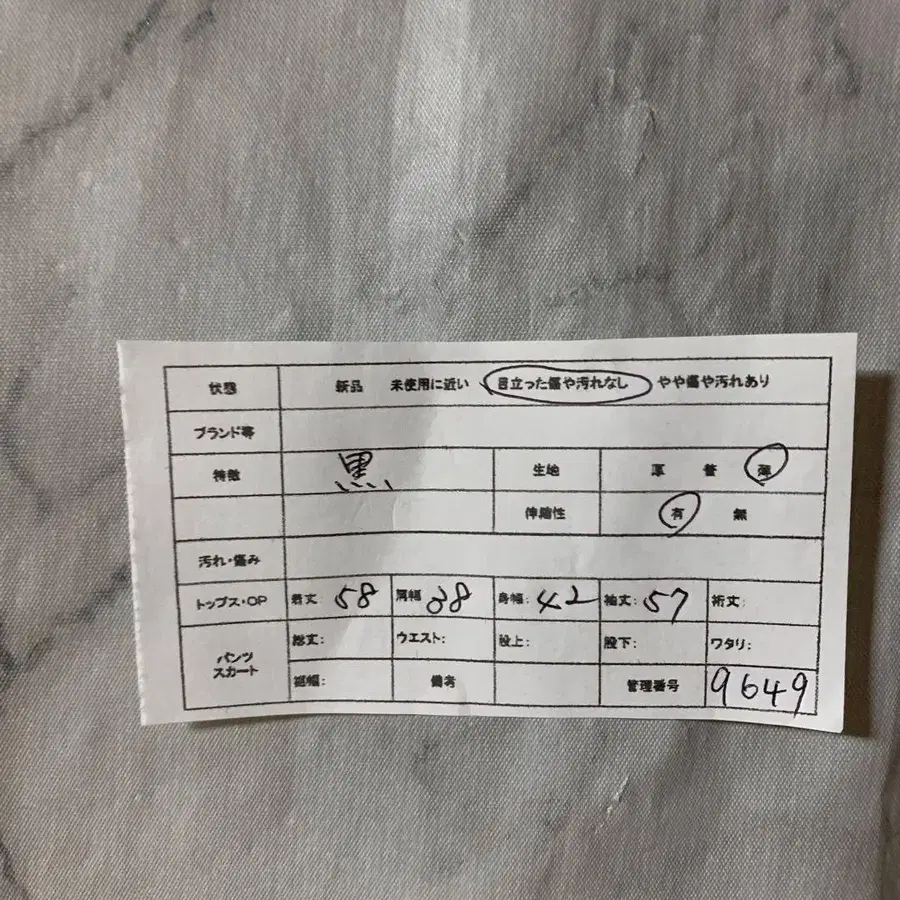 状態 新品 未使用に近い 目立った傷や汚れなし やや傷や汚れあり
ブランド等
特徴 黒 生地 厚 普 薄
伸縮性 有 無
汚れ・傷み
トップス・OP 着丈 58 肩幅 38 身幅: 42 袖丈: 57 裄丈:
パンツ スカート 総丈: ウエスト: 股上: 股下: ワタリ:
裾幅: 備考 管理番号 9649